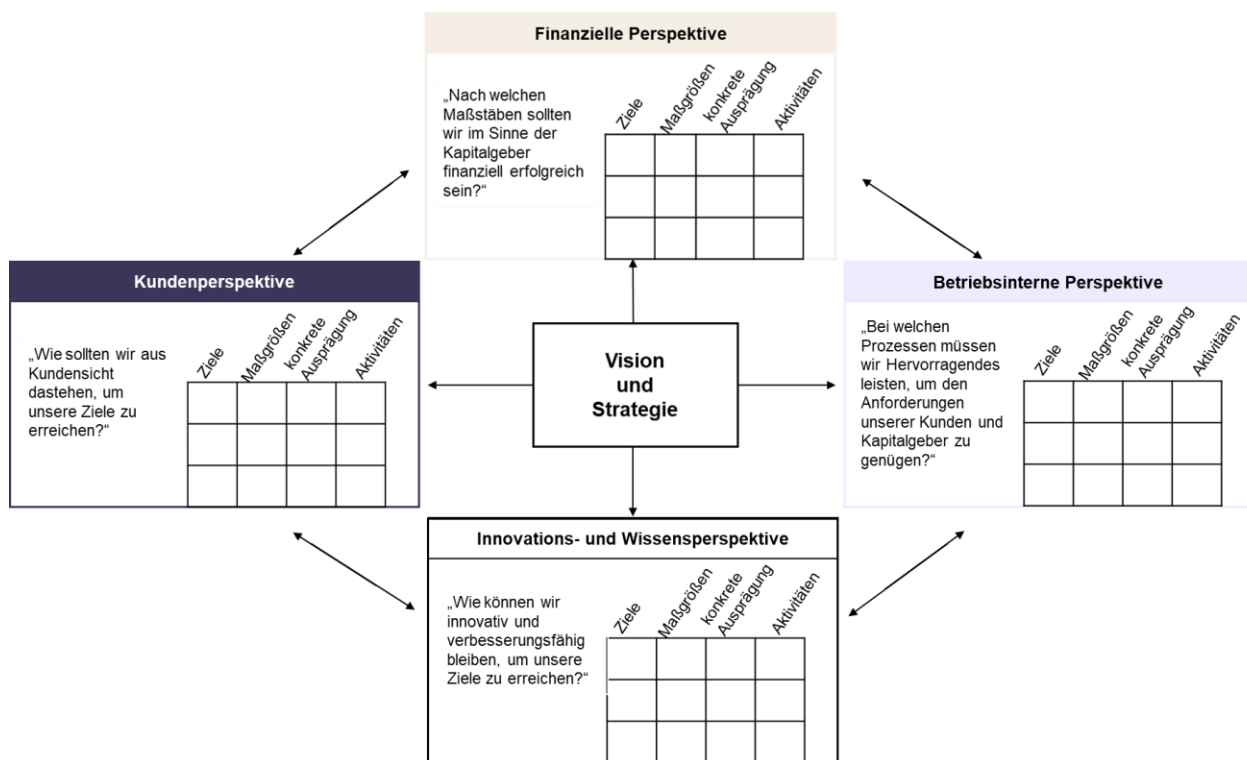 Finanzielle Perspektive
„Nach welchen
Maßstäben sollten
wir im Sinne der
Kapitalgeber
finanziell erfolgreich
sein?“
Ziele
Maßgrößen
konkrete
Ausprägung
Aktivitäten
Kundenperspektive
„Wie sollten wir aus
Kundensicht
dastehen, um
unsere Ziele zu
erreichen?“
Ziele
Maßgrößen
konkrete
Ausprägung
Aktivitäten
Vision
und
Strategie
Betriebsinterne Perspektive
„Bei welchen
Prozessen müssen
wir Hervorragendes
leisten, um den
Anforderungen
unserer Kunden und
Kapitalgeber zu
genügen?“
Ziele
Maßgrößen
konkrete
Ausprägung
Aktivitäten
Innovations- und Wissensperspektive
„Wie können wir
innovativ und
verbesserungsfähig
bleiben, um unsere
Ziele zu erreichen?“
Ziele
Maßgrößen
konkrete
Ausprägung
Aktivitäten